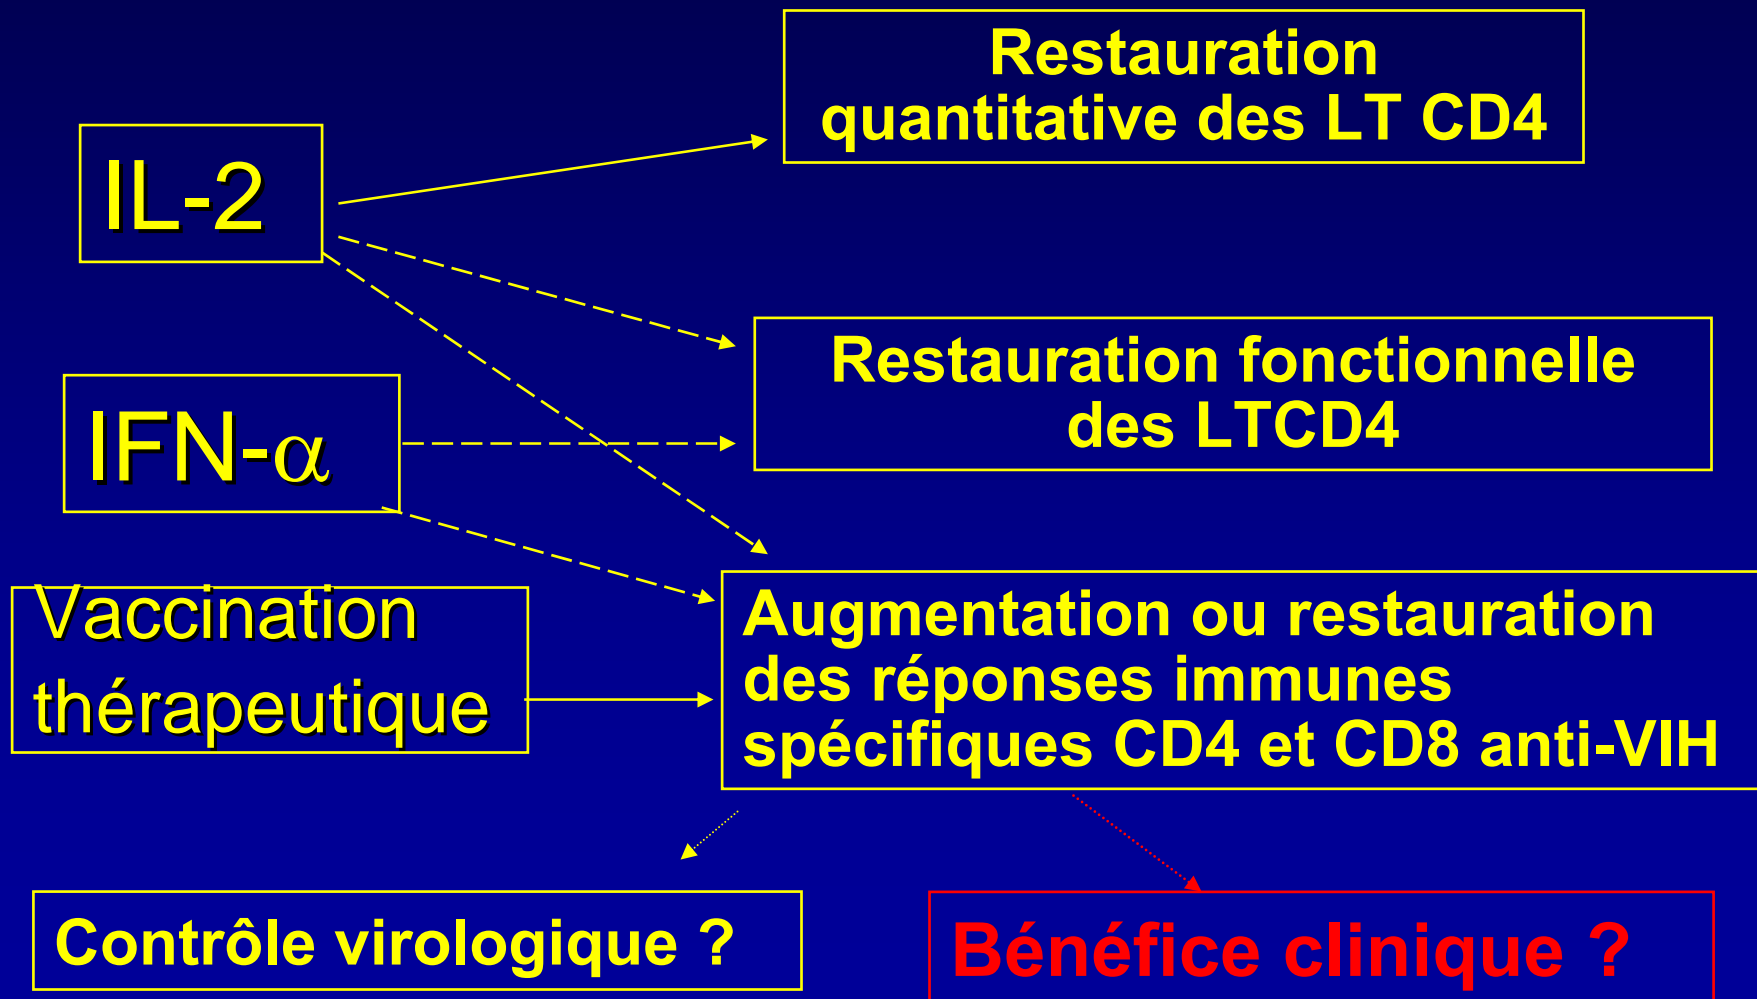 Restauration
quantitative des LT CD4
IL-2
Restauration fonctionnelle
des LTCD4
IFN-α
Vaccination
thérapeutique
Augmentation ou restauration
des réponses immunes
spécifiques CD4 et CD8 anti-VIH
Contrôle virologique ?
Bénéfice clinique ?